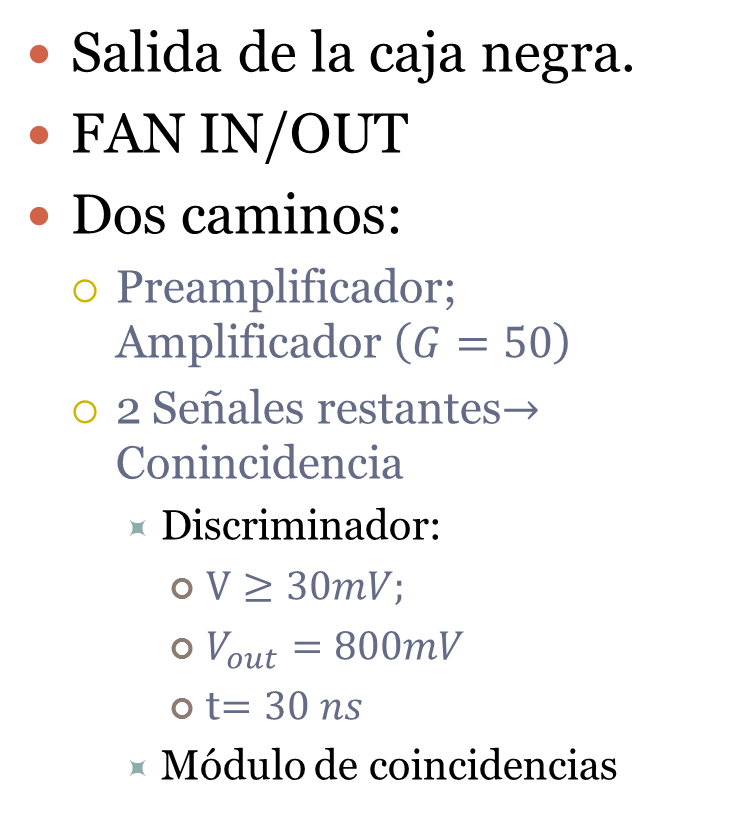 Salida de la caja negra.
FAN IN/OUT
Dos caminos:
Preamplificador;
Amplificador (G = 50)
2 Señales restantes→
Conincidencia
Discriminador:
V ≥ 30mV;
V_out = 800mV
t= 30 ns
Módulo de coincidencias